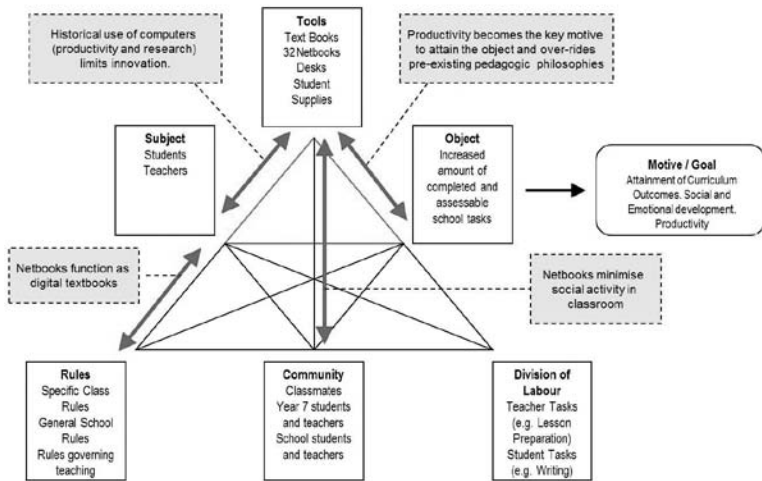 Tools
Text Books
32Netbooks
Desks
Student
Supplies
Historical use of computers
(productivity and research)
limits innovation.
Productivity becomes the key motive
to attain the object and over-rides
pre-existing pedagogic philosophies
Subject
Students
Teachers
Object
Increased
amount of
completed and
assessable
school tasks
Motive / Goal
Attainment of Curriculum
Outcomes. Social and
Emotional development.
Productivity
Netbooks function as
digital textbooks
Netbooks minimise
social activity in
classroom
Rules
Specific Class
Rules
General School
Rules
Rules governing
teaching
Community
Classmates
Year 7 students
and teachers
School students
and teachers
Division of
Labour
Teacher Tasks
(e.g. Lesson
Preparation)
Student Tasks
(e.g. Writing)